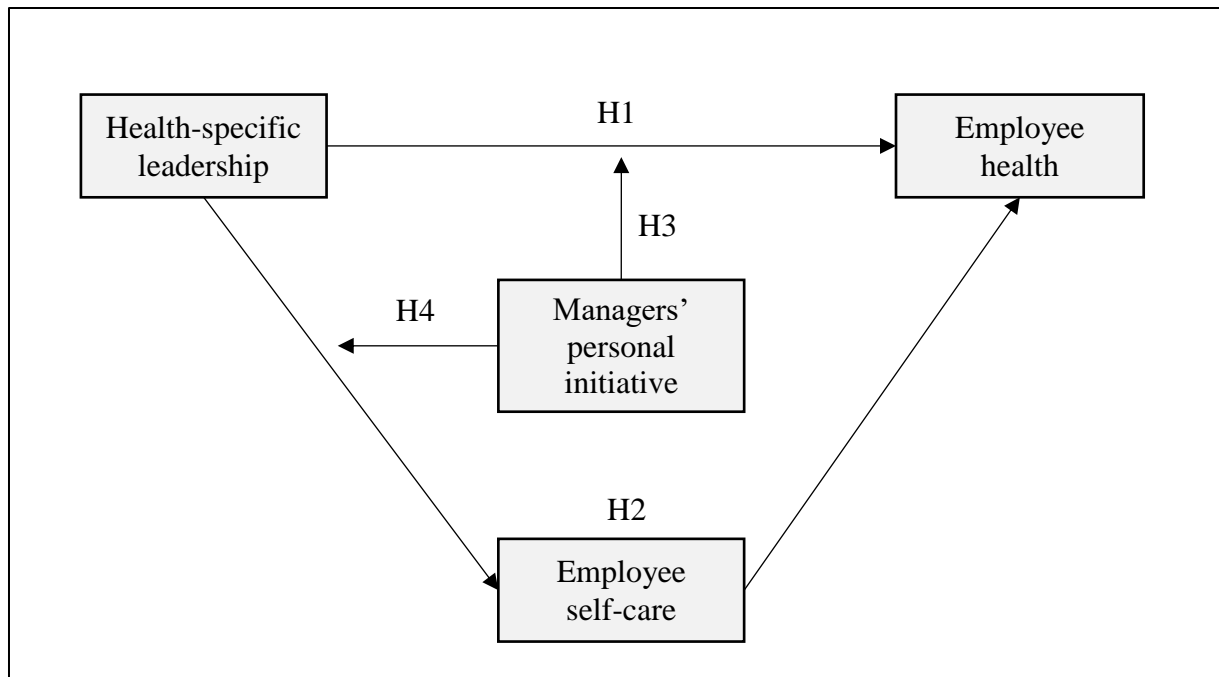 Health-specific
leadership
H1
Employee
health
H3
H4
Managers’
personal
initiative
H2
Employee
self-care